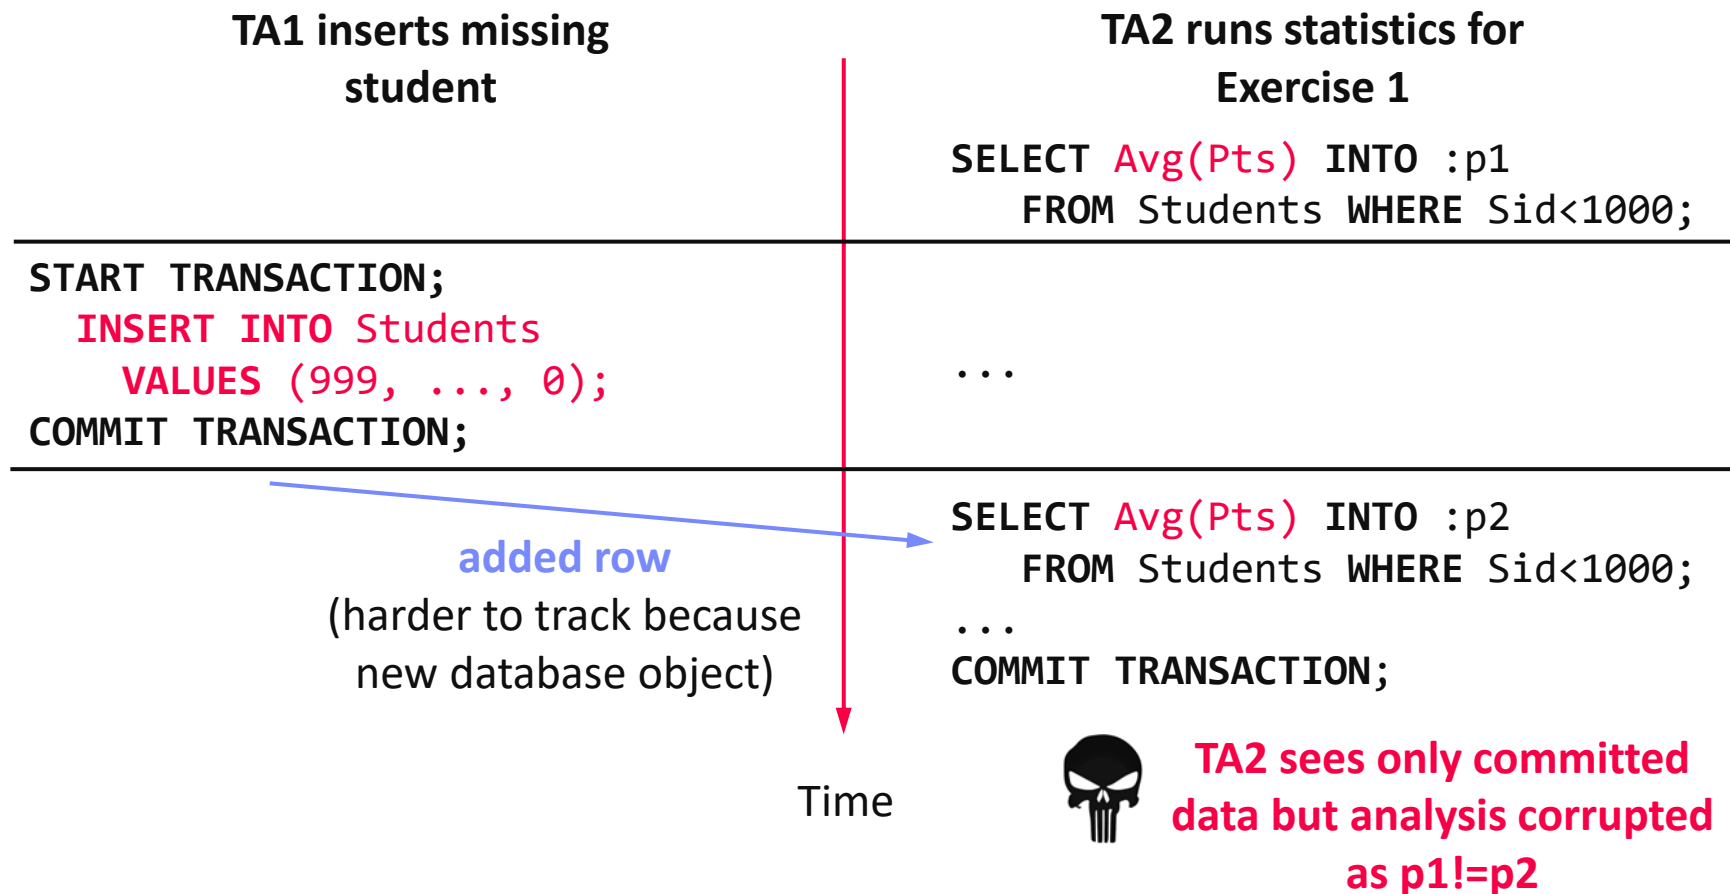 TA1 inserts missing
student
TA2 runs statistics for
Exercise 1
SELECT Avg(Pts) INTO :p1
FROM Students WHERE Sid<1000;
START TRANSACTION;
INSERT INTO Students
VALUES (999, ..., 0);
COMMIT TRANSACTION;
...
added row
(harder to track because
new database object)
SELECT Avg(Pts) INTO :p2
FROM Students WHERE Sid<1000;
...
COMMIT TRANSACTION;
Time
TA2 sees only committed
data but analysis corrupted
as p1!=p2